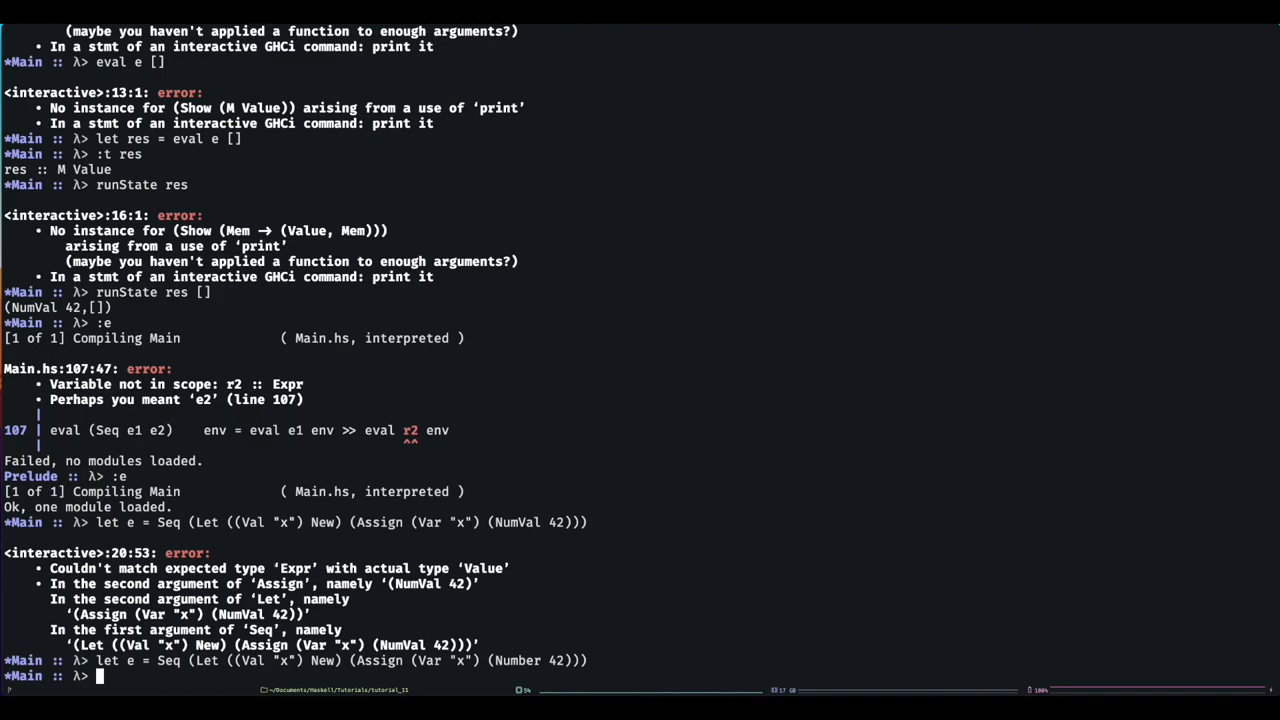 (maybe you haven't applied a function to enough arguments?)
• In a stmt of an interactive GHCi command: print it
*Main :: λ> eval e []
<interactive>:13:1: error:
• No instance for (Show (M Value)) arising from a use of ‘print’
• In a stmt of an interactive GHCi command: print it
*Main :: λ> let res = eval e []
*Main :: λ> :t res
res :: M Value
*Main :: λ> runState res
<interactive>:16:1: error:
• No instance for (Show (Mem → (Value, Mem)))
arising from a use of ‘print’
(maybe you haven't applied a function to enough arguments?)
• In a stmt of an interactive GHCi command: print it
*Main :: λ> runState res []
(NumVal 42,[])
*Main :: λ> :e
[1 of 1] Compiling Main ( Main.hs, interpreted )
Main.hs:107:47: error:
• Variable not in scope: r2 :: Expr
• Perhaps you meant ‘e2’ (line 107)
|
107 | eval (Seq e1 e2) env = eval e1 env >> eval r2 env
| ^^
Failed, no modules loaded.
Prelude :: λ> :e
[1 of 1] Compiling Main ( Main.hs, interpreted )
Ok, one module loaded.
*Main :: λ> let e = Seq (Let ((Val "x") New) (Assign (Var "x") (NumVal 42)))
<interactive>:20:53: error:
• Couldn't match expected type ‘Expr’ with actual type ‘Value’
• In the second argument of ‘Assign’, namely ‘(NumVal 42)’
In the second argument of ‘Let’, namely
‘(Assign (Var "x") (NumVal 42))’
In the first argument of ‘Seq’, namely
‘(Let ((Val "x") New) (Assign (Var "x") (NumVal 42)))’
*Main :: λ> let e = Seq (Let ((Val "x") New) (Assign (Var "x") (Number 42)))
*Main :: λ>
~/Documents/Haskell/Tutorials/tutorial_11 5% 17 GB 100%